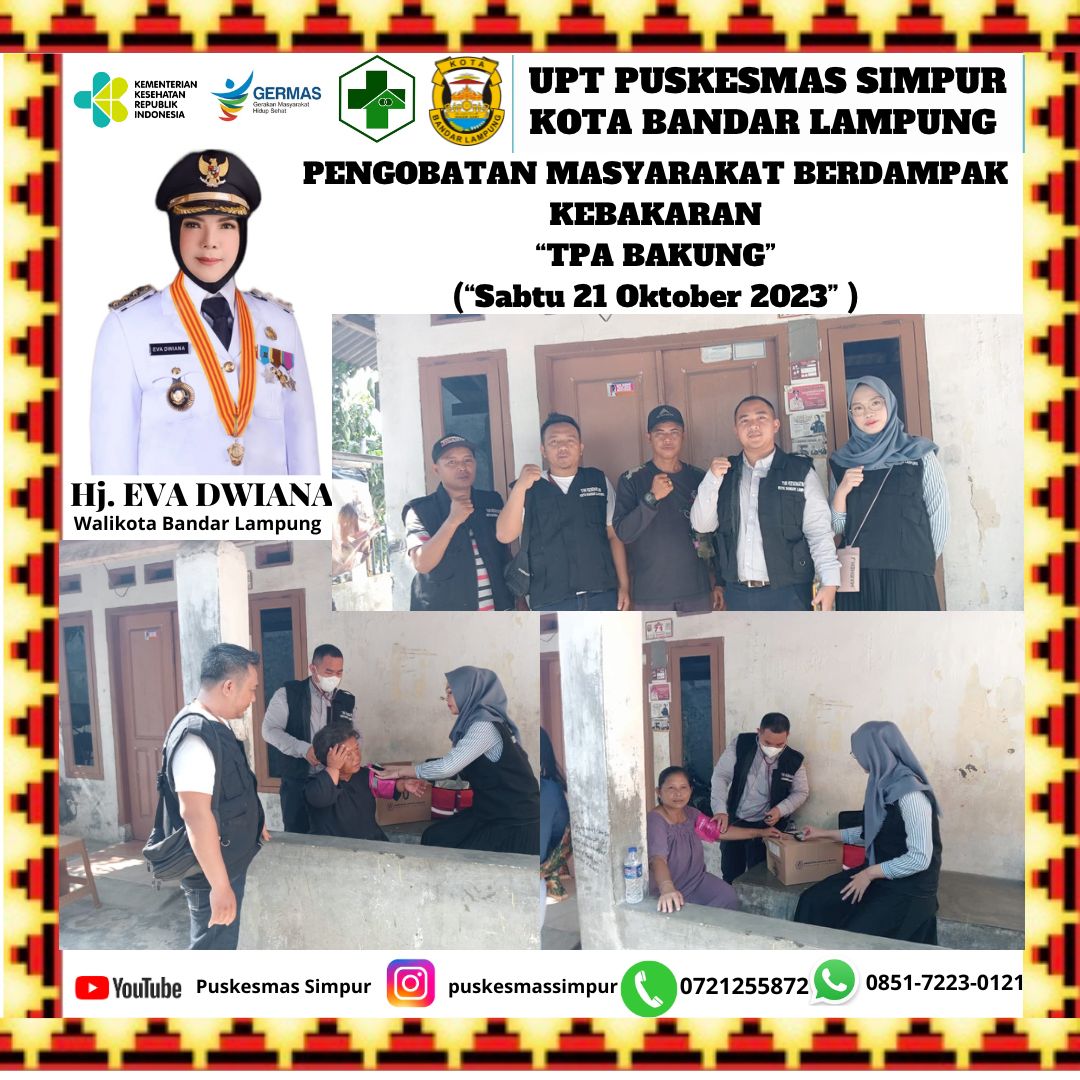 KEMENTERIAN
KESEHATAN
REPUBLIK
INDONESIA
GERMAS
Gerakan Masyarakat
Hidup Sehat
KOTA
BANDAR LAMPUNG
UPT PUSKESMAS SIMPUR
KOTA BANDAR LAMPUNG
PENGOBATAN MASYARAKAT BERDAMPAK
KEBAKARAN
“TPA BAKUNG”
(“Sabtu 21 Oktober 2023” )
EVA DWIANA
Hj. EVA DWIANA
Walikota Bandar Lampung
YouTube
Puskesmas Simpur
puskesmassimpur
0721255872
0851-7223-0121